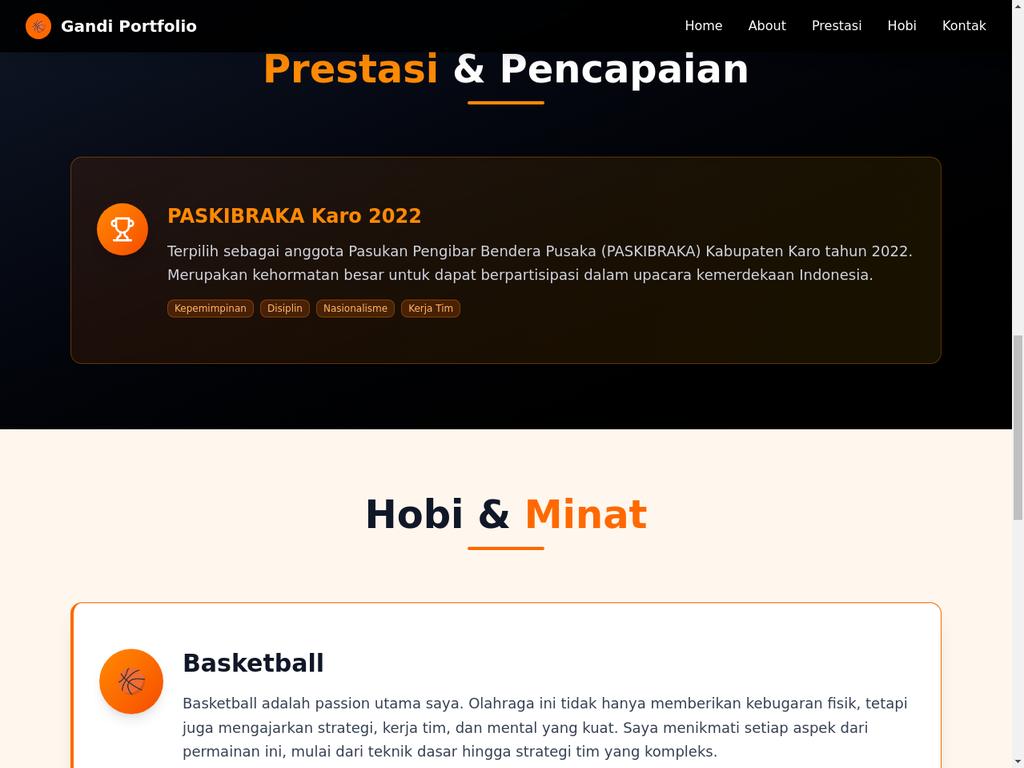 Gandi Portfolio
Home About Prestasi Hobi Kontak
Prestasi & Pencapaian
PASKIBRAKA Karo 2022
Terpilih sebagai anggota Pasukan Pengibar Bendera Pusaka (PASKIBRAKA) Kabupaten Karo tahun 2022.
Merupakan kehormatan besar untuk dapat berpartisipasi dalam upacara kemerdekaan Indonesia.
Kepemimpinan Disiplin Nasionalisme Kerja Tim
Hobi & Minat
Basketball
Basketball adalah passion utama saya. Olahraga ini tidak hanya memberikan kebugaran fisik, tetapi
juga mengajarkan strategi, kerja tim, dan mental yang kuat. Saya menikmati setiap aspek dari
permainan ini, mulai dari teknik dasar hingga strategi tim yang kompleks.